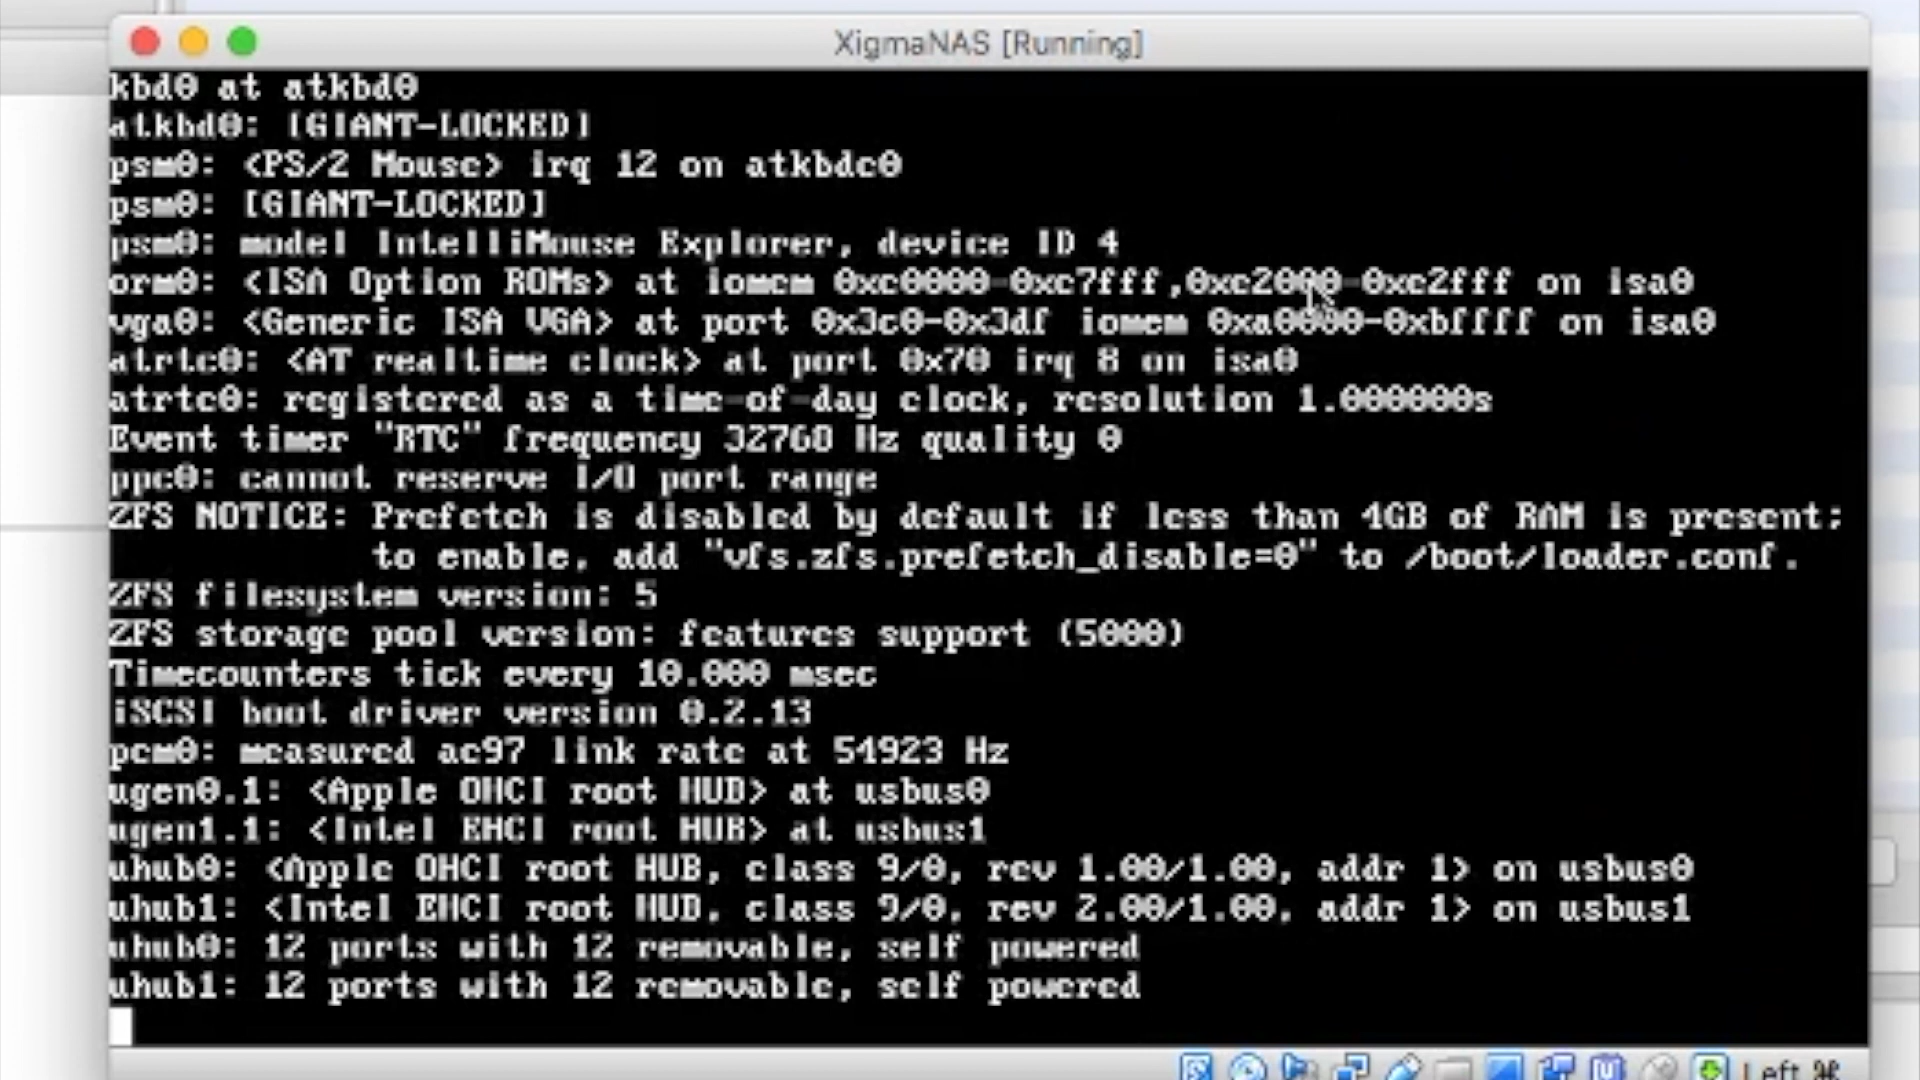 XigmaNAS [Running]
kbd0 at atkbd0
atkbd0: [GIANT-LOCKED]
psm0: <PS/2 Mouse> irq 12 on atkbdc0
psm0: [GIANT-LOCKED]
psm0: model IntelliMouse Explorer, device ID 4
orm0: <ISA Option ROMs> at iomem 0xc0000-0xc7fff,0xe2000-0xe2fff on isa0
vga0: <Generic ISA VGA> at port 0x3c0-0x3df iomem 0xa0000-0xbffff on isa0
atrtc0: <AT realtime clock> at port 0x70 irq 8 on isa0
atrtc0: registered as a time-of-day clock, resolution 1.000000s
Event timer "RTC" frequency 32768 Hz quality 0
ppc0: cannot reserve I/O port range
ZFS NOTICE: Prefetch is disabled by default if less than 4GB of RAM is present;
to enable, add "vfs.zfs.prefetch_disable=0" to /boot/loader.conf.
ZFS filesystem version: 5
ZFS storage pool version: features support (5000)
Timecounters tick every 10.000 msec
iSCSI boot driver version 0.2.13
pcm0: measured ac97 link rate at 54923 Hz
ugen0.1: <Apple OHCI root HUB> at usbus0
ugen1.1: <Intel EHCI root HUB> at usbus1
uhub0: <Apple OHCI root HUB, class 9/0, rev 1.00/1.00, addr 1> on usbus0
uhub1: <Intel EHCI root HUB, class 9/0, rev 2.00/1.00, addr 1> on usbus1
uhub0: 12 ports with 12 removable, self powered
uhub1: 12 ports with 12 removable, self powered
Left ⌘